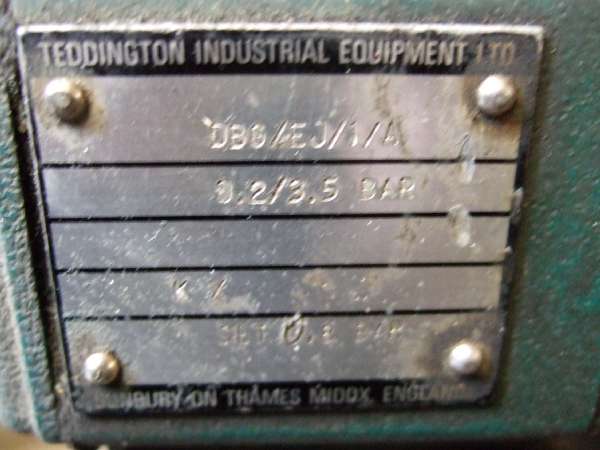 TEDDINGTON INDUSTRIAL EQUIPMENT LTD
DBG/EJ/1/A
0.2/3.5 BAR
K
SET 0.8 BAR
SUNBURY-ON THAMES MIDDX, ENGLAND